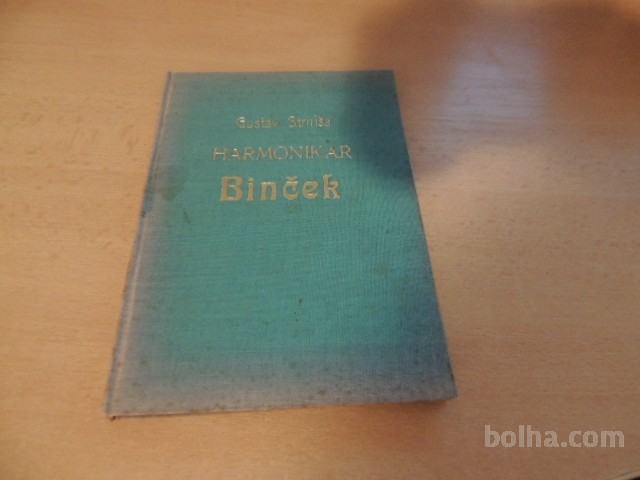 Gustav Strniša
HARMONIKAR
Binček
bolha.com